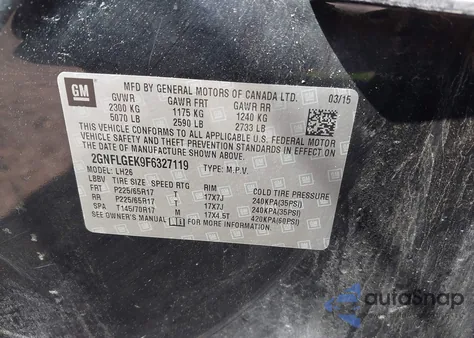 GM
MFD BY GENERAL MOTORS OF CANADA LTD.
03/15
GVWR GAWR FRT GAWR RR
2300 KG 1175 KG 1240 KG
5070 LB 2590 LB 2733 LB
THIS VEHICLE CONFORMS TO ALL APPLICABLE U.S. FEDERAL MOTOR
VEHICLE SAFETY, BUMPER, AND THEFT PREVENTION STANDARDS IN EFFECT ON
THE DATE OF MANUFACTURE SHOWN ABOVE.
2GNFLGEK9F6327119 TYPE: M.P.V.
MODEL: LH26
LBBV TIRE SIZE SPEED RTG RIM COLD TIRE PRESSURE
FRT P225/65R17 T 17X7J 240KPA(35PSI)
RR P225/65R17 T 17X7J 240KPA(35PSI)
SPA T145/70R17 M 17X4.5T 420KPA(60PSI)
SEE OWNER'S MANUAL FOR MORE INFORMATION.
autoSnap